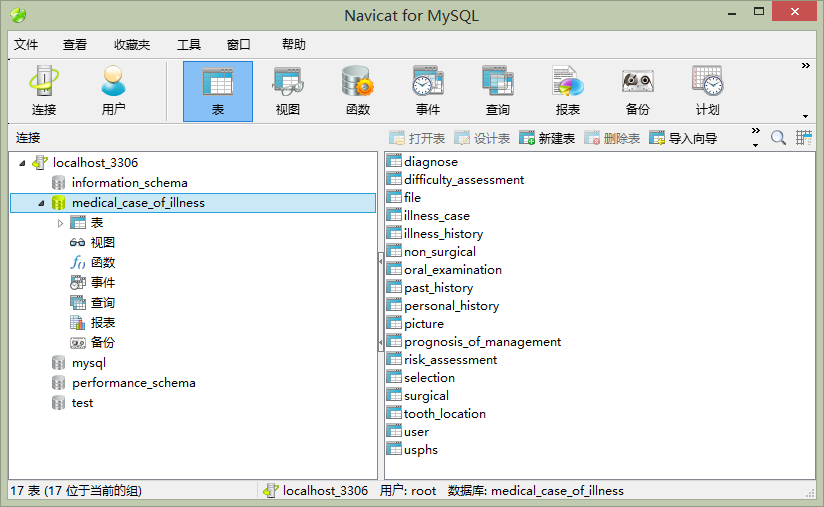 Navicat for MySQL
文件 查看 收藏夹 工具 窗口 帮助
连接 用户 表 视图 函数 事件 查询 报表 备份 计划
连接
打开表 设计表 新建表 删除表 导入向导
localhost_3306
information_schema
medical_case_of_illness
表
视图
函数
事件
查询
报表
备份
mysql
performance_schema
test
diagnose
difficulty_assessment
file
illness_case
illness_history
non_surgical
oral_examination
past_history
personal_history
picture
prognosis_of_management
risk_assessment
selection
surgical
tooth_location
user
usphs
17 表 (17 位于当前的组) localhost_3306 用户: root 数据库: medical_case_of_illness